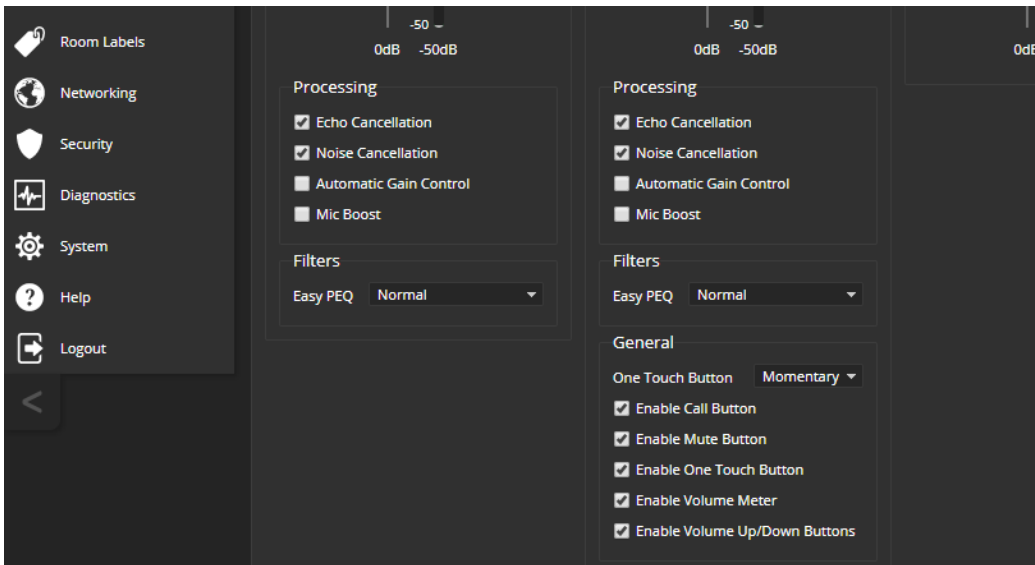 Room Labels
Networking
Security
Diagnostics
System
Help
Logout
<
-50
0dB -50dB
Processing
Echo Cancellation
Noise Cancellation
Automatic Gain Control
Mic Boost
Filters
Easy PEQ Normal
-50
0dB -50dB
Processing
Echo Cancellation
Noise Cancellation
Automatic Gain Control
Mic Boost
Filters
Easy PEQ Normal
General
One Touch Button Momentary
Enable Call Button
Enable Mute Button
Enable One Touch Button
Enable Volume Meter
Enable Volume Up/Down Buttons